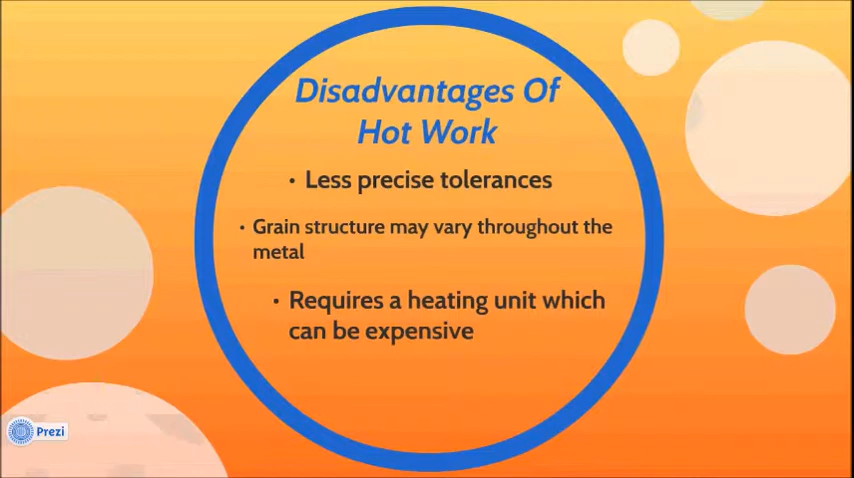 Disadvantages Of
Hot Work
• Less precise tolerances
• Grain structure may vary throughout the
metal
• Requires a heating unit which
can be expensive
Prezi